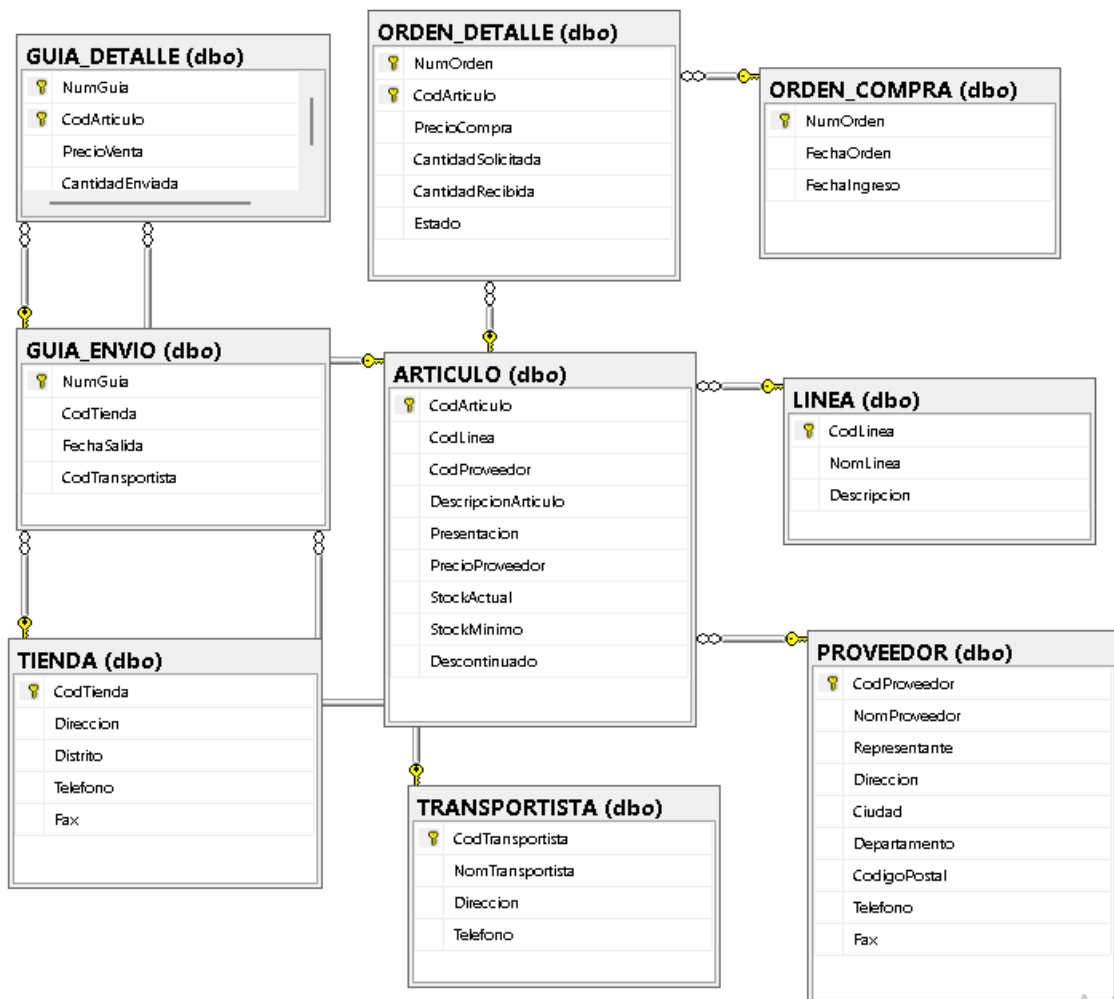 GUIA_DETALLE (dbo)
NumGuia
CodArticulo
PrecioVenta
CantidadEnviada
ORDEN_DETALLE (dbo)
NumOrden
CodArticulo
PrecioCompra
CantidadSolicitada
CantidadRecibida
Estado
ORDEN_COMPRA (dbo)
NumOrden
FechaOrden
FechaIngreso
GUIA_ENVIO (dbo)
NumGuia
CodTienda
FechaSalida
CodTransportista
ARTICULO (dbo)
CodArticulo
CodLinea
CodProveedor
DescripcionArticulo
Presentacion
PrecioProveedor
StockActual
StockMinimo
Descontinuado
LINEA (dbo)
CodLinea
NomLinea
Descripcion
TIENDA (dbo)
CodTienda
Direccion
Distrito
Telefono
Fax
TRANSPORTISTA (dbo)
CodTransportista
NomTransportista
Direccion
Telefono
PROVEEDOR (dbo)
CodProveedor
NomProveedor
Representante
Direccion
Ciudad
Departamento
CodigoPostal
Telefono
Fax